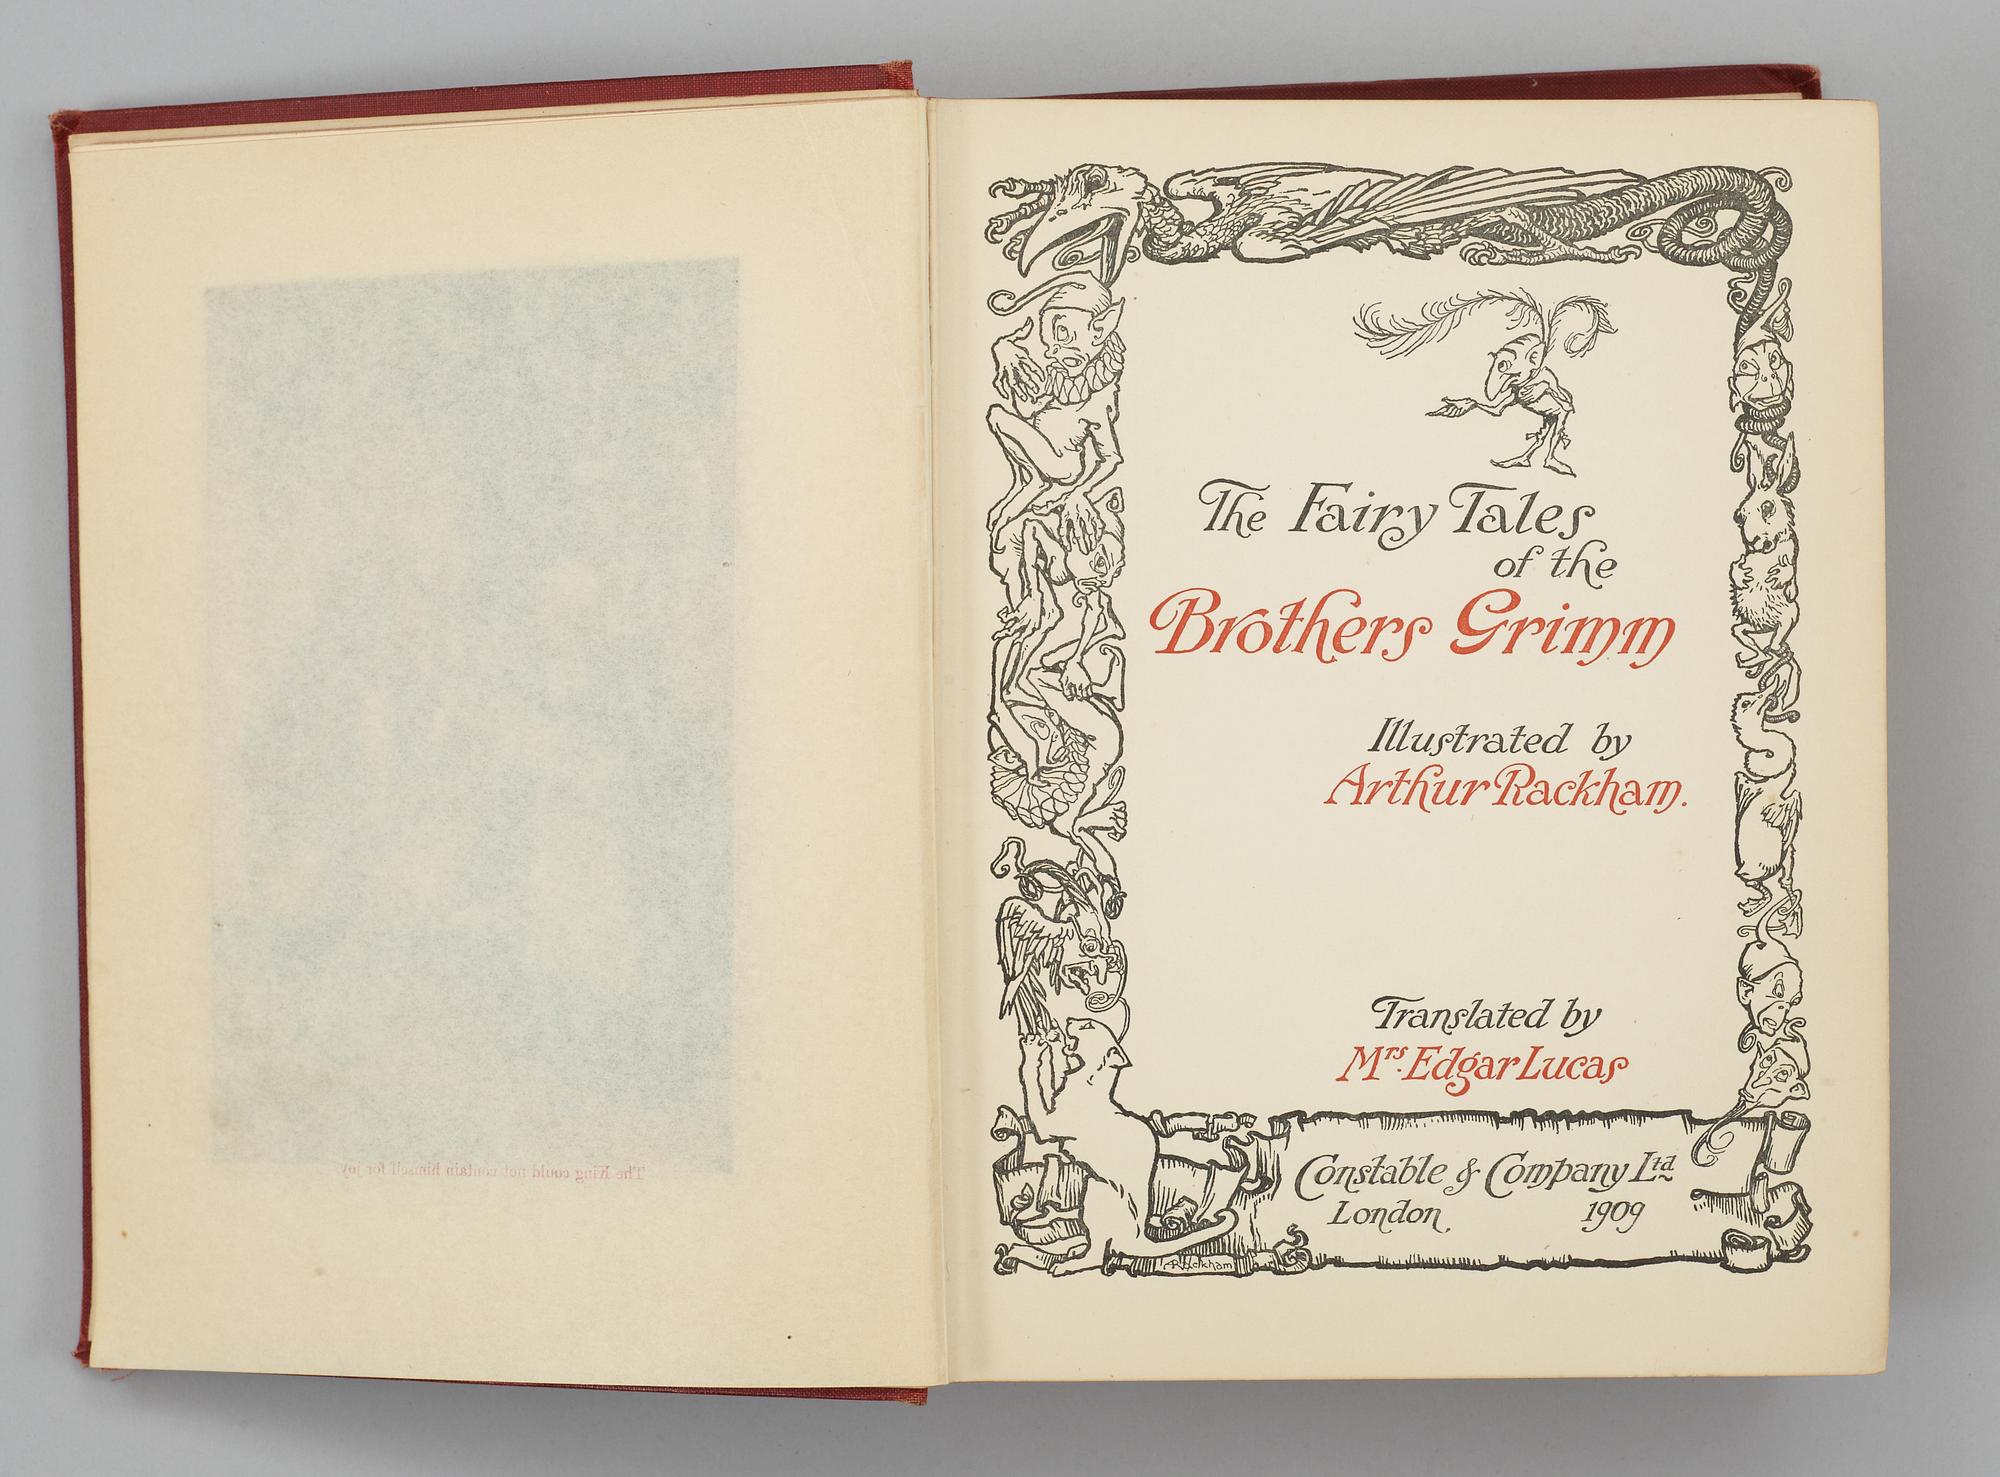 The King could not contain himself for joy.
The Fairy Tales
of the
Brothers Grimm
Illustrated by
Arthur Rackham.
Translated by
Mrs. Edgar Lucas
Constable & Company Ltd
London. 1909
ARackham